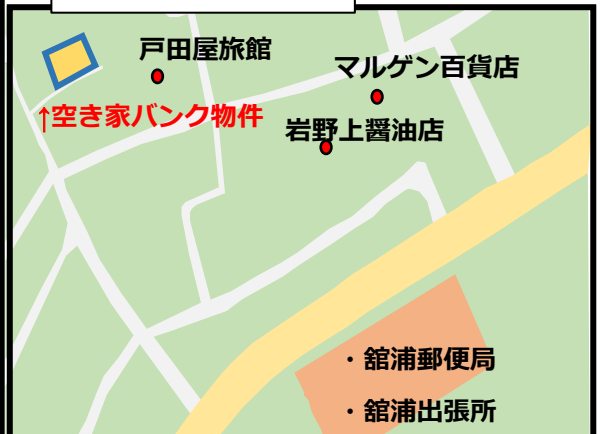 戸田屋旅館
マルゲン百貨店
↑空き家バンク物件
岩野上醤油店
・舘浦郵便局
・舘浦出張所